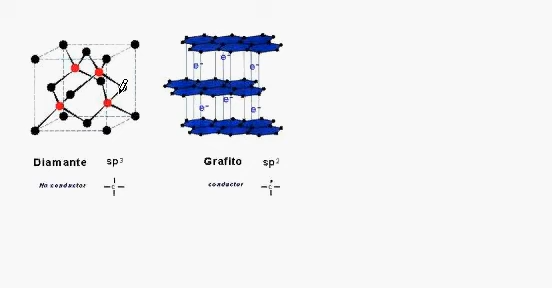 e⁻
e⁻
e⁻
e⁻
e⁻
e⁻
Diamante sp³
Grafito sp²
No conductor
C
conductor
C